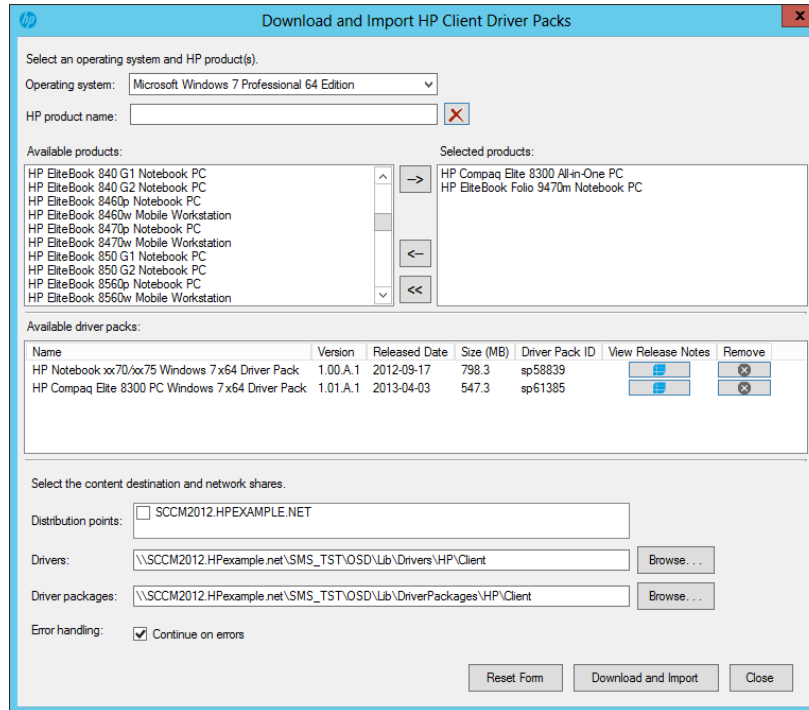 hp
Download and Import HP Client Driver Packs
x
Select an operating system and HP product(s).
Operating system: Microsoft Windows 7 Professional 64 Edition
HP product name:
Available products:
Selected products:
HP EliteBook 840 G1 Notebook PC
HP EliteBook 840 G2 Notebook PC
HP EliteBook 8460p Notebook PC
HP EliteBook 8460w Mobile Workstation
HP EliteBook 8470p Notebook PC
HP EliteBook 8470w Mobile Workstation
HP EliteBook 850 G1 Notebook PC
HP EliteBook 850 G2 Notebook PC
HP EliteBook 8560p Notebook PC
HP EliteBook 8560w Mobile Workstation
-->
<--
<<
HP Compaq Elite 8300 All-in-One PC
HP EliteBook Folio 9470m Notebook PC
Available driver packs:
Name Version Released Date Size (MB) Driver Pack ID View Release Notes Remove
HP Notebook xx70/xx75 Windows 7 x64 Driver Pack 1.00.A.1 2012-09-17 798.3 sp58839
HP Compaq Elite 8300 PC Windows 7 x64 Driver Pack 1.01.A.1 2013-04-03 547.3 sp61385
Select the content destination and network shares.
Distribution points: SCCM2012.HPEXAMPLE.NET
Drivers: \\SCCM2012.HPexample.net\SMS_TST\OSD\Lib\Drivers\HP\Client Browse. . .
Driver packages: \\SCCM2012.HPexample.net\SMS_TST\OSD\Lib\DriverPackages\HP\Client Browse. . .
Error handling: Continue on errors
Reset Form Download and Import Close